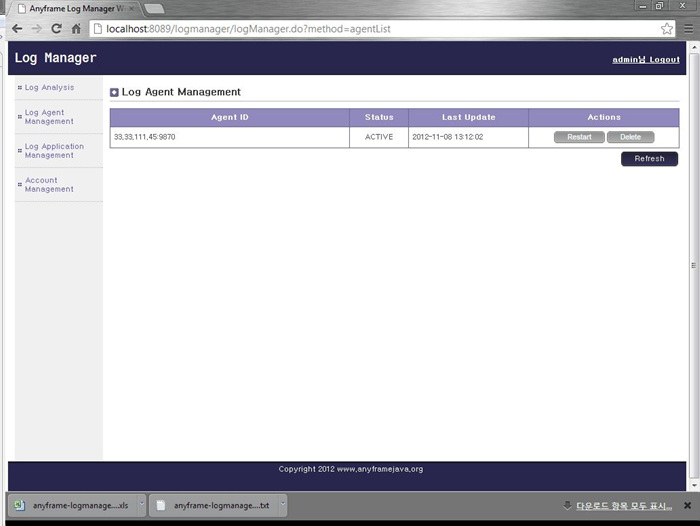 Anyframe Log Manager W
localhost:8089/logmanager/logManager.do?method=agentList
Log Manager
admin님 Logout
Log Analysis
Log Agent
Management
Log Application
Management
Account
Management
Log Agent Management
Agent ID Status Last Update Actions
33,33,111,45:9870 ACTIVE 2012-11-08 13:12:02 Restart Delete
Refresh
Copyright 2012 www.anyframejava.org
anyframe-logmanage....xls anyframe-logmanage....txt 다운로드 항목 모두 표시...